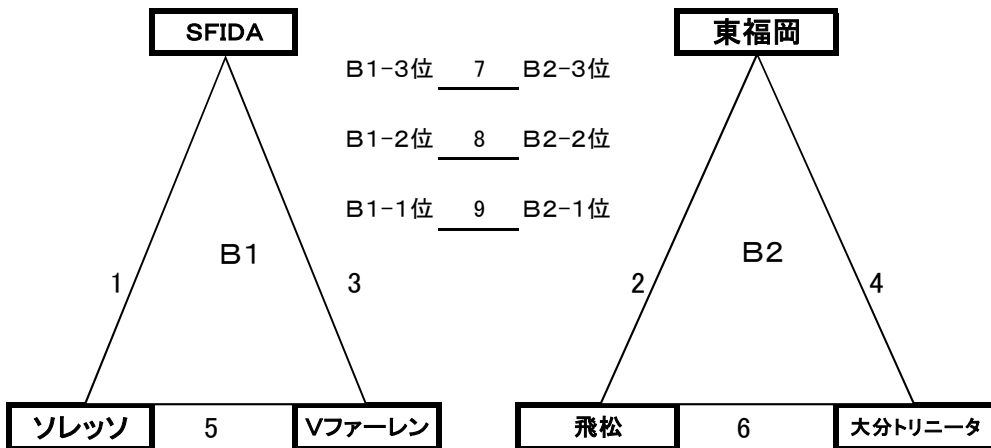 SFIDA
東福岡
B1-3位 7 B2-3位
B1-2位 8 B2-2位
B1-1位 9 B2-1位
B1
B2
1
3
2
4
ソレッソ 5 Vファーレン
飛松 6 大分トリニータ